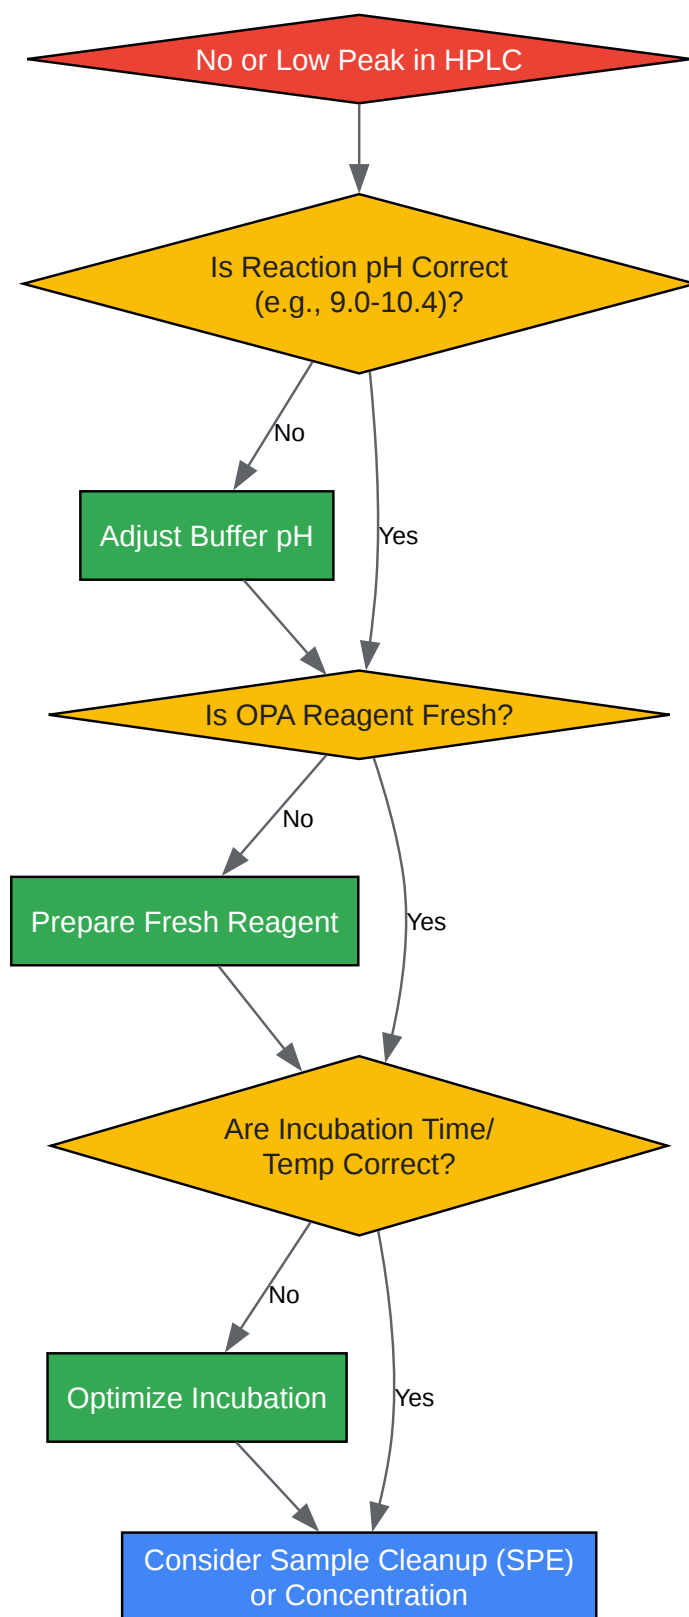 No or Low Peak in HPLC
Is Reaction pH Correct
(e.g., 9.0-10.4)?
No
Adjust Buffer pH
Yes
Is OPA Reagent Fresh?
No
Prepare Fresh Reagent
Yes
Are Incubation Time/
Temp Correct?
No
Optimize Incubation
Yes
Consider Sample Cleanup (SPE)
or Concentration